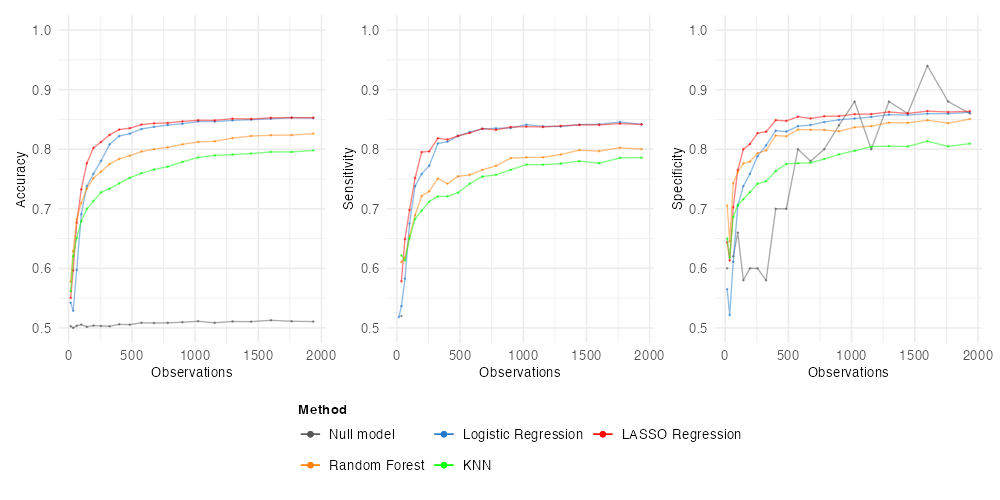 1.0
0.9
0.8
0.7
0.6
0.5
Accuracy
0 500 1000 1500 2000
Observations
1.0
0.9
0.8
0.7
0.6
0.5
Sensitivity
0 500 1000 1500 2000
Observations
1.0
0.9
0.8
0.7
0.6
0.5
Specificity
0 500 1000 1500 2000
Observations
Method
Null model Logistic Regression LASSO Regression
Random Forest KNN